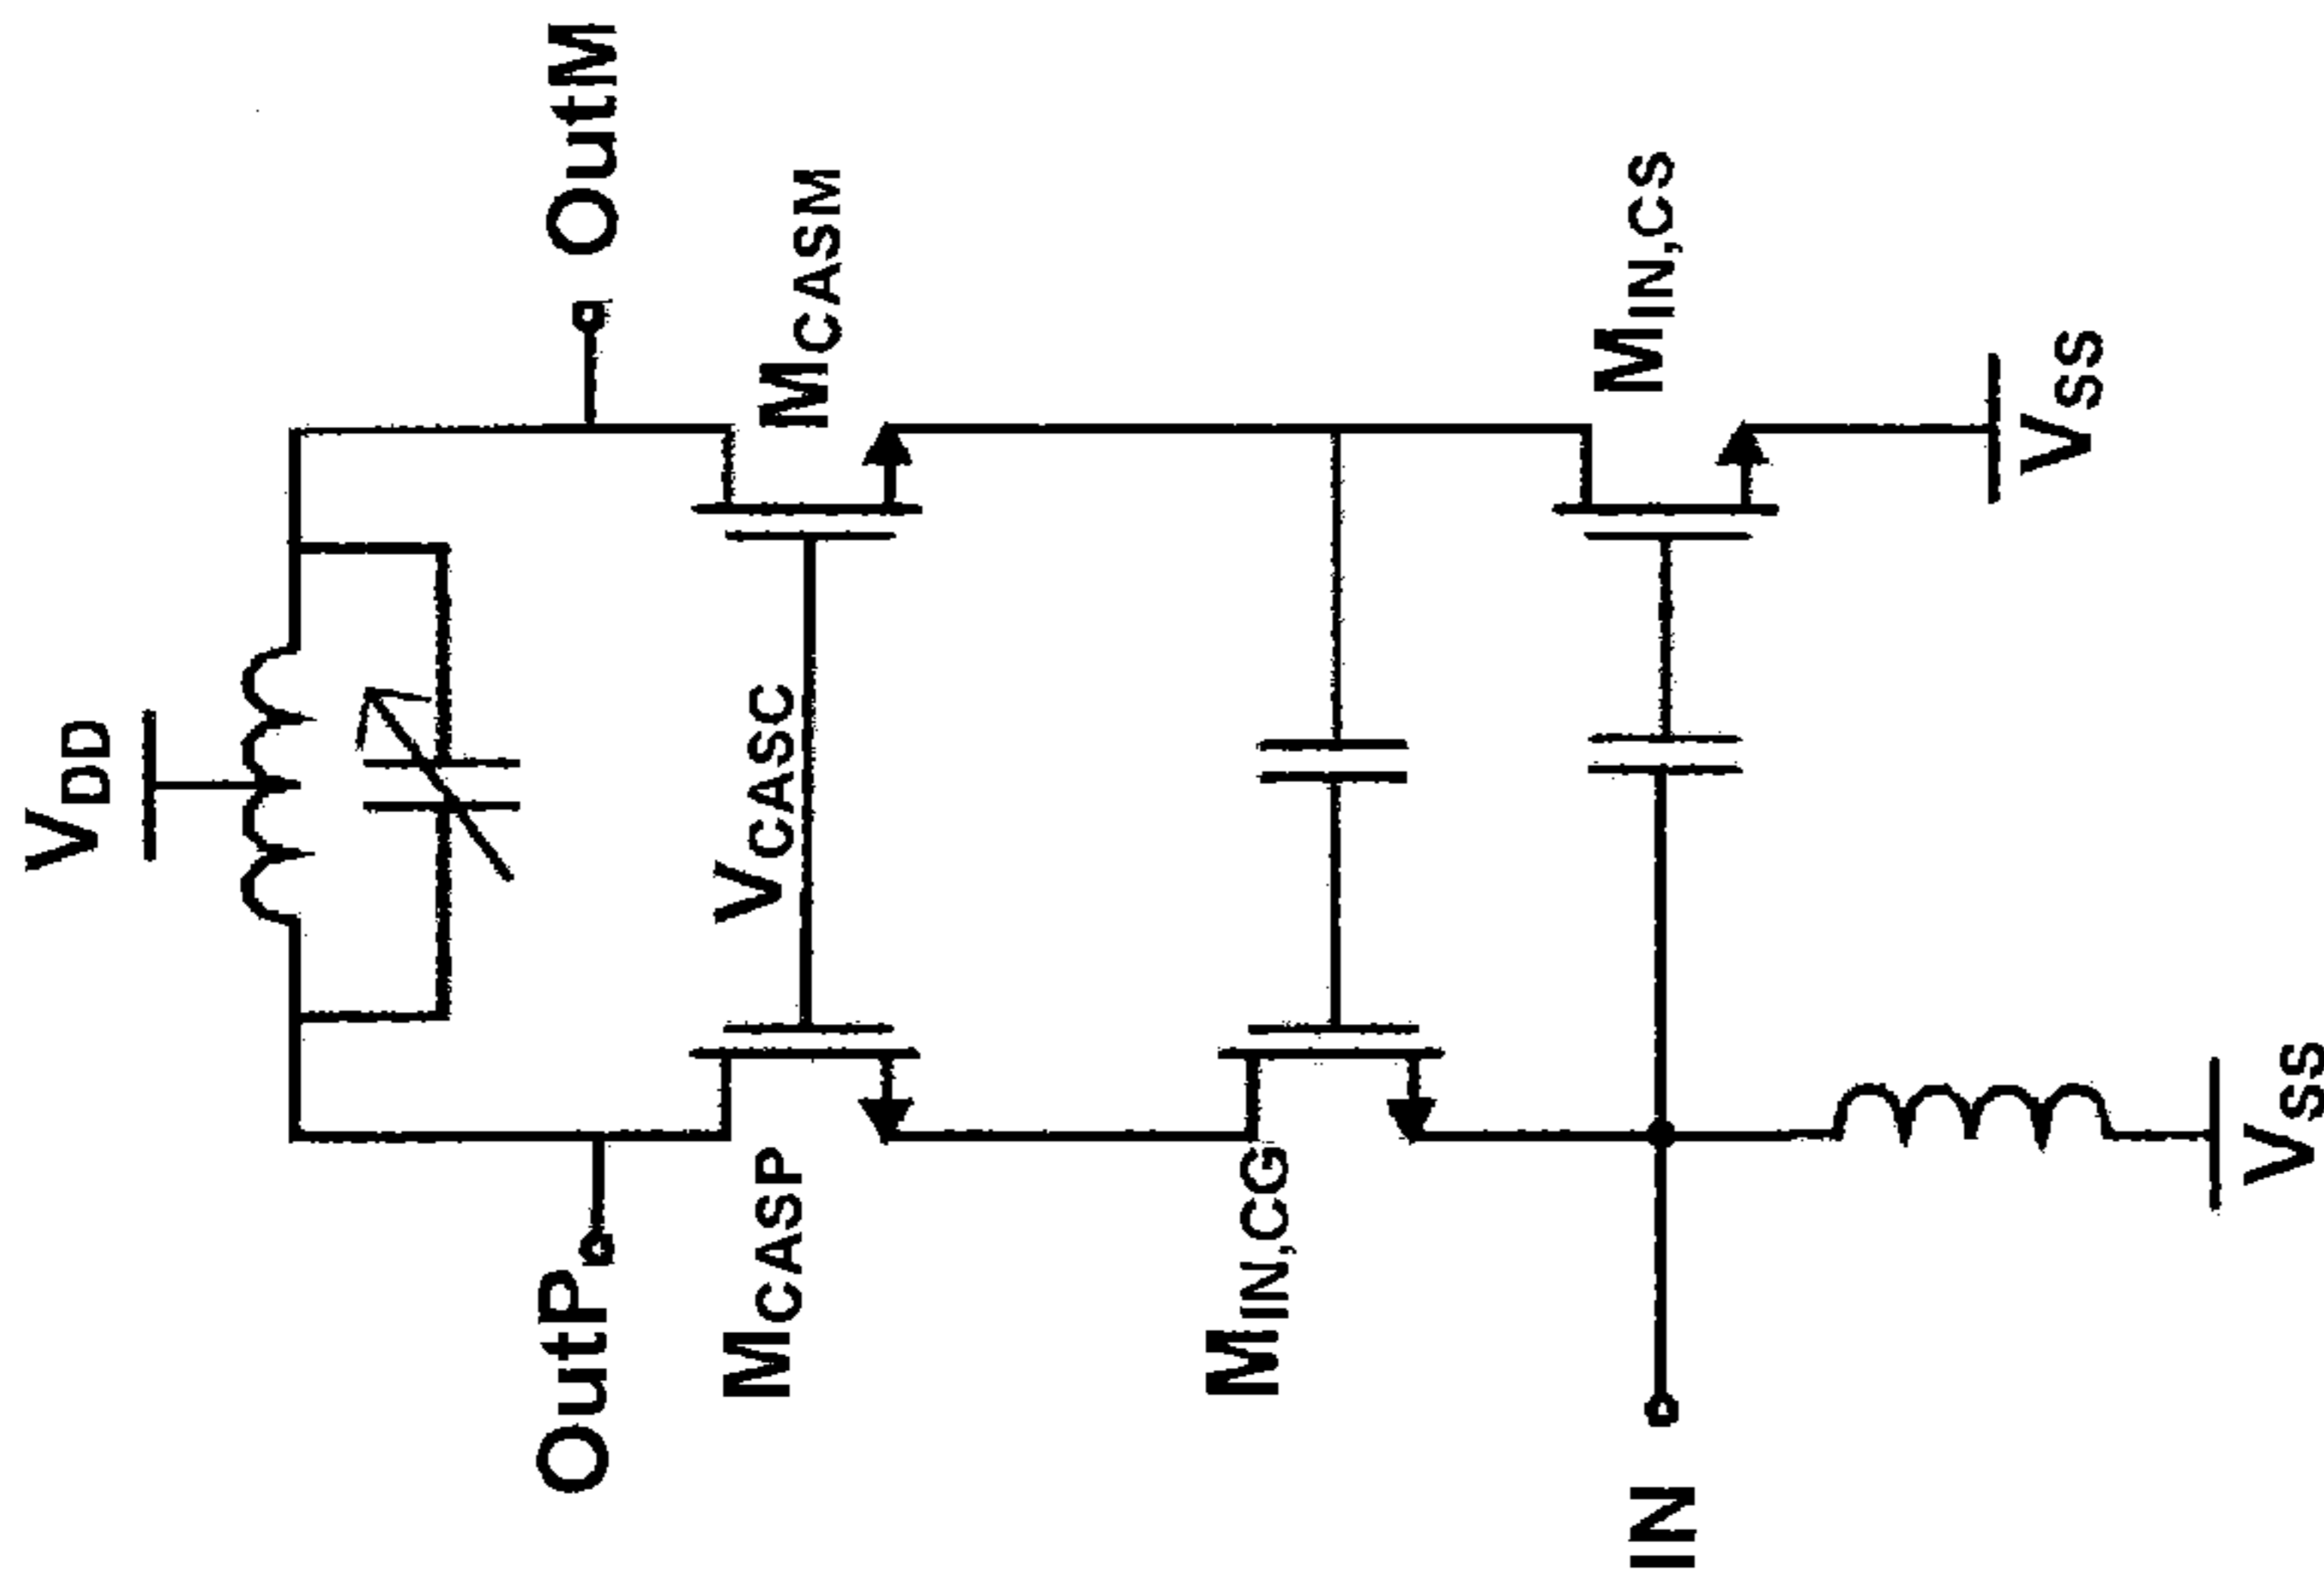 VDD
OutP
OutM
MCASP
VCASC
MCASM
MIN,CG
MIN,CS
IN
VSS
VSS